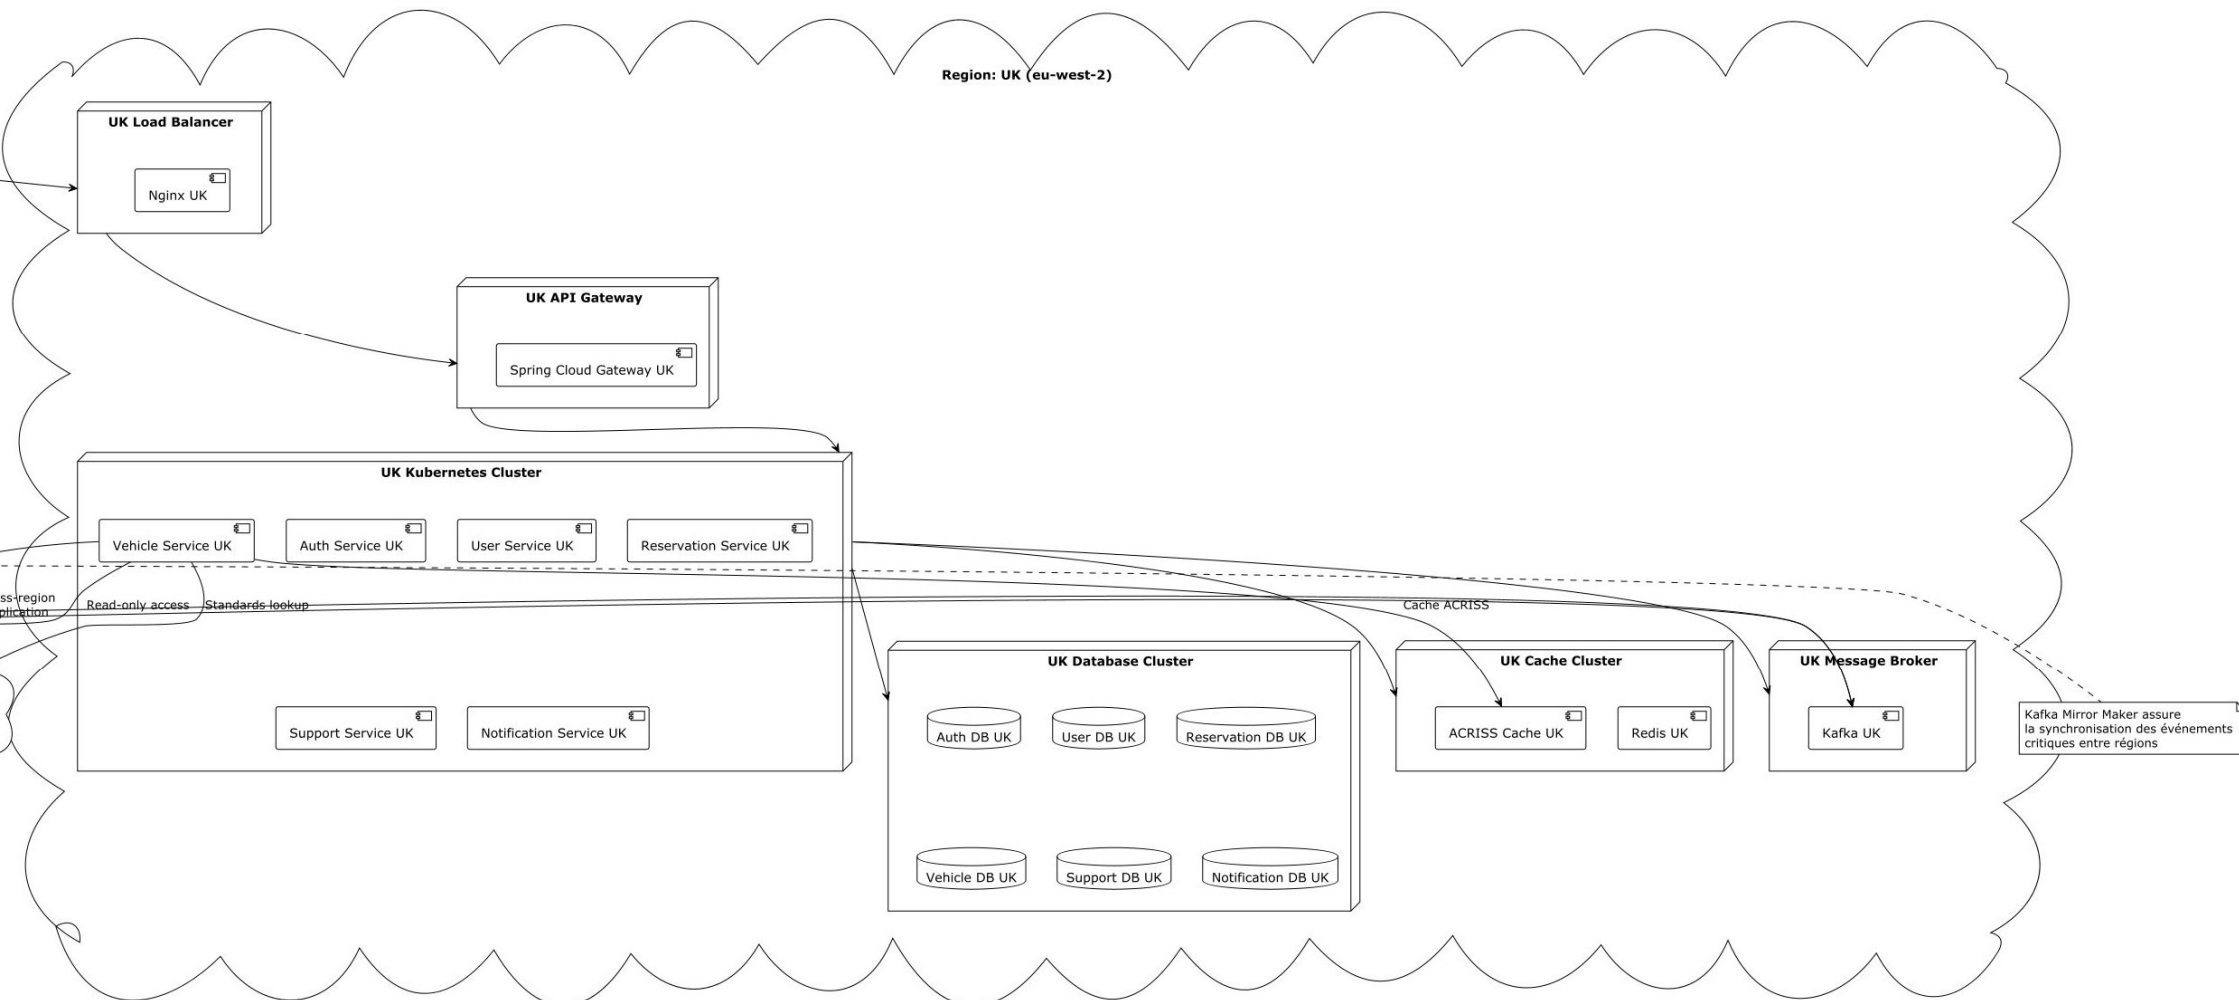 Region: UK (eu-west-2)
UK Load Balancer
Nginx UK
UK API Gateway
Spring Cloud Gateway UK
UK Kubernetes Cluster
Vehicle Service UK
Auth Service UK
User Service UK
Reservation Service UK
ss-region
plication
Read-only access
Standards lookup
Cache ACRISS
Support Service UK
Notification Service UK
UK Database Cluster
Auth DB UK
User DB UK
Reservation DB UK
Vehicle DB UK
Support DB UK
Notification DB UK
UK Cache Cluster
ACRISS Cache UK
Redis UK
UK Message Broker
Kafka UK
Kafka Mirror Maker assure
la synchronisation des événements
critiques entre régions